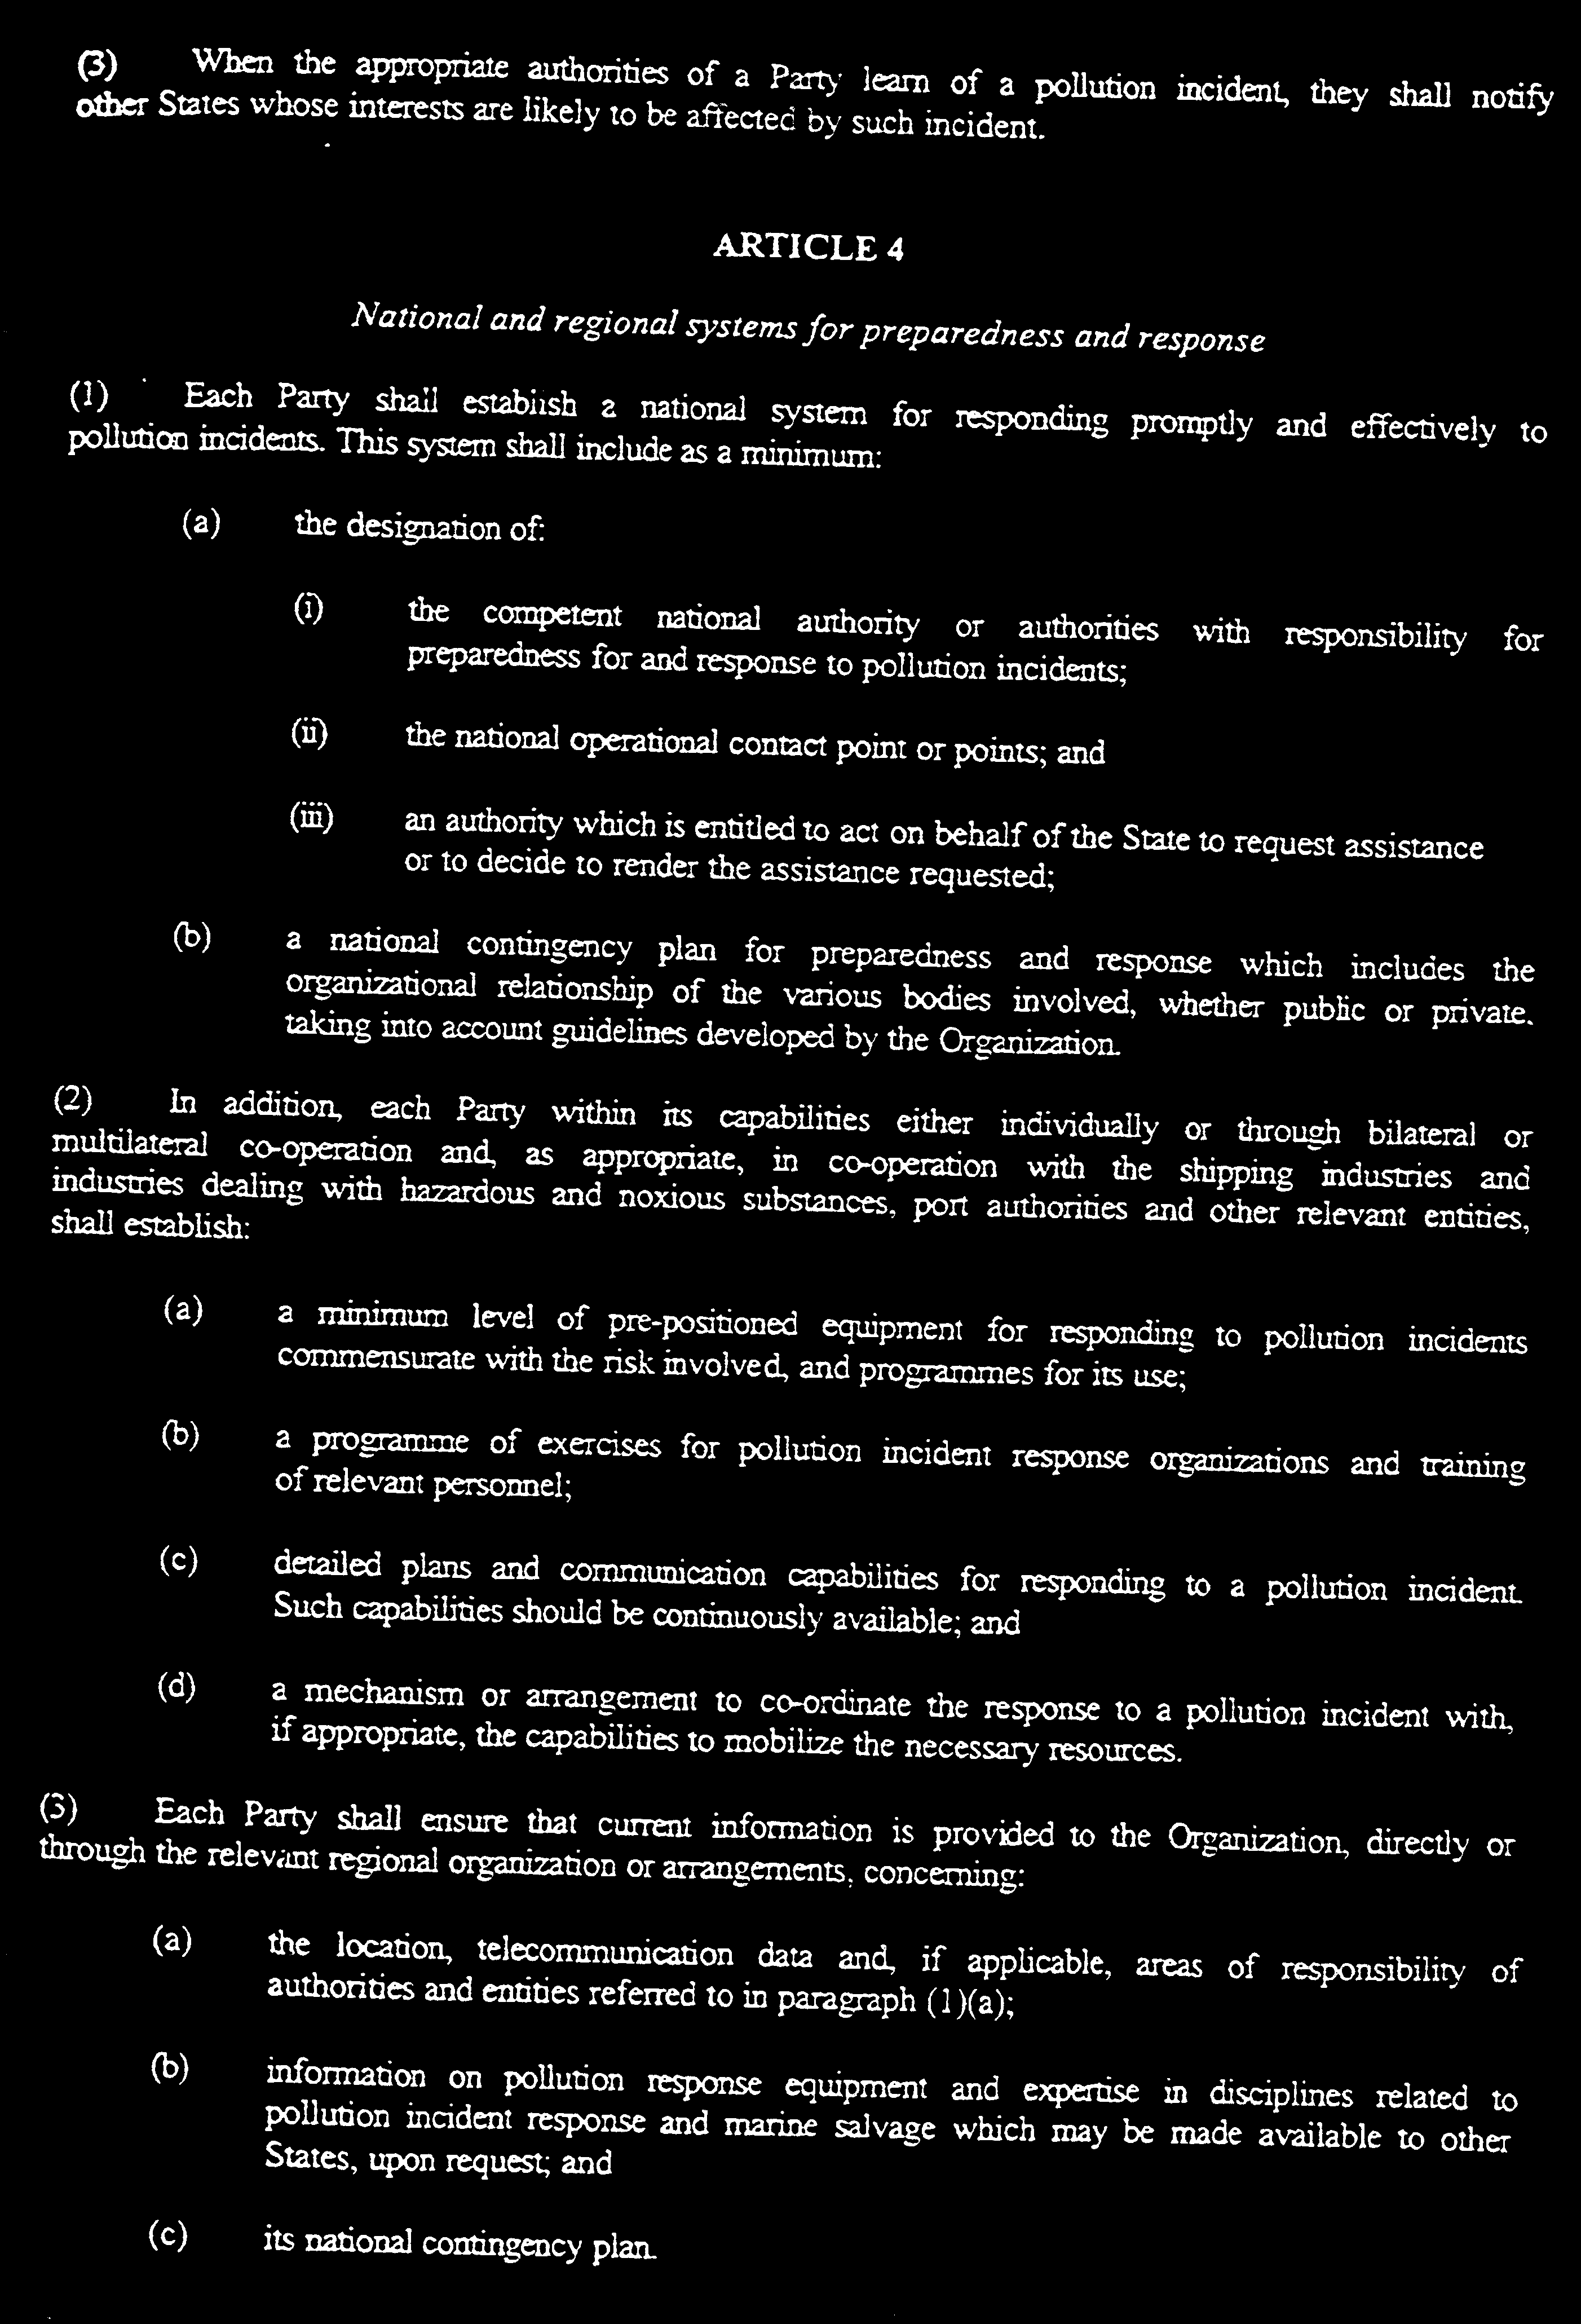 (3) When the appropriate authorities of a Party learn of a pollution incident, they shall notify
other States whose interests are likely to be affected by such incident.
ARTICLE 4
National and regional systems for preparedness and response
(1) Each Party shall establish a national system for responding promptly and effectively to
pollution incidents. This system shall include as a minimum:
(a) the designation of:
(i) the competent national authority or authorities with responsibility for
preparedness for and response to pollution incidents;
(ii) the national operational contact point or points; and
(iii) an authority which is entitled to act on behalf of the State to request assistance
or to decide to render the assistance requested;
(b) a national contingency plan for preparedness and response which includes the
organizational relationship of the various bodies involved, whether public or private.
taking into account guidelines developed by the Organization.
(2) In addition, each Party within its capabilities either individually or through bilateral or
multilateral co-operation and, as appropriate, in co-operation with the shipping industries and
industries dealing with hazardous and noxious substances, port authorities and other relevant entities,
shall establish:
(a) a minimum level of pre-positioned equipment for responding to pollution incidents
commensurate with the risk involved, and programmes for its use;
(b) a programme of exercises for pollution incident response organizations and training
of relevant personnel;
(c) detailed plans and communication capabilities for responding to a pollution incident.
Such capabilities should be continuously available; and
(d) a mechanism or arrangement to co-ordinate the response to a pollution incident with,
if appropriate, the capabilities to mobilize the necessary resources.
(3) Each Party shall ensure that current information is provided to the Organization, directly or
through the relevant regional organization or arrangements, concerning:
(a) the location, telecommunication data and, if applicable, areas of responsibility of
authorities and entities referred to in paragraph (1)(a);
(b) information on pollution response equipment and expertise in disciplines related to
pollution incident response and marine salvage which may be made available to other
States, upon request; and
(c) its national contingency plan.